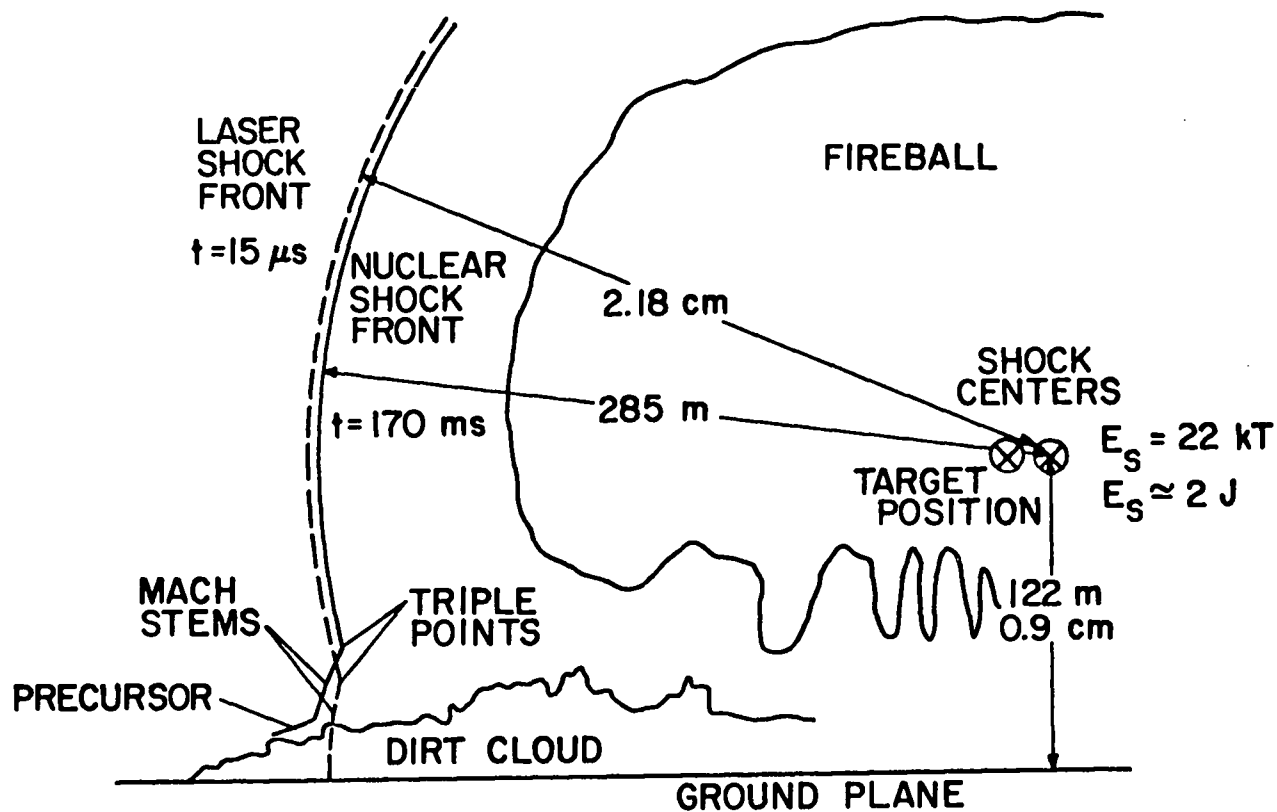 LASER
SHOCK
FRONT
t=15 μs
FIREBALL
NUCLEAR
SHOCK
FRONT
2.18 cm
SHOCK
CENTERS
285 m
t=170 ms
E_S = 22 kT
E_S ≃ 2 J
TARGET
POSITION
MACH
STEMS
TRIPLE
POINTS
122 m
0.9 cm
PRECURSOR
DIRT CLOUD
GROUND PLANE